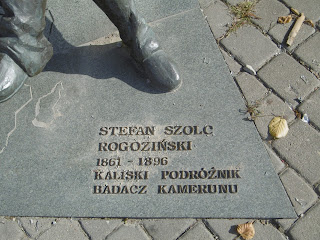 STEFAN SZOLC
ROGOZIŃSKI
1861 - 1896
KALISKI PODRÓŻNIK
BADACZ KAMERUNU